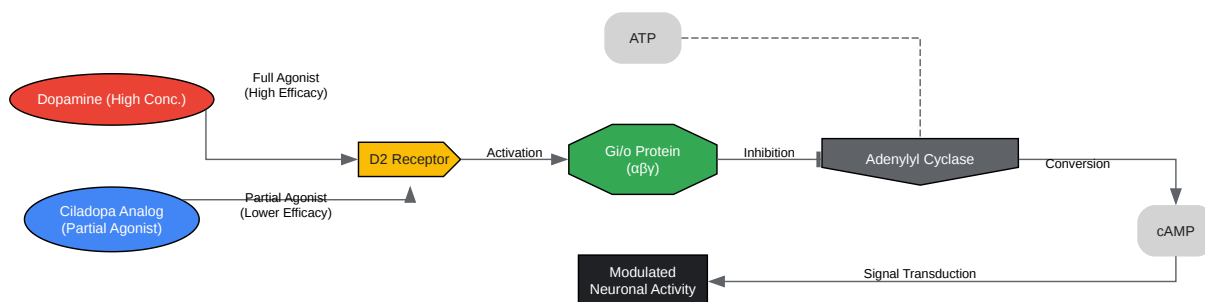 ATP
Full Agonist
(High Efficacy)
Dopamine (High Conc.)
D2 Receptor
Activation
Gi/o Protein
(αβγ)
Inhibition
Adenylyl Cyclase
Conversion
Ciladopa Analog
(Partial Agonist)
Partial Agonist
(Lower Efficacy)
cAMP
Modulated
Neuronal Activity
Signal Transduction